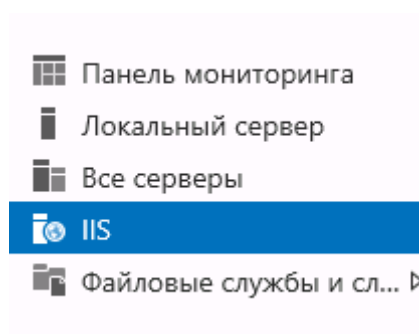 Панель мониторинга
Локальный сервер
Все серверы
IIS
Файловые службы и сл...